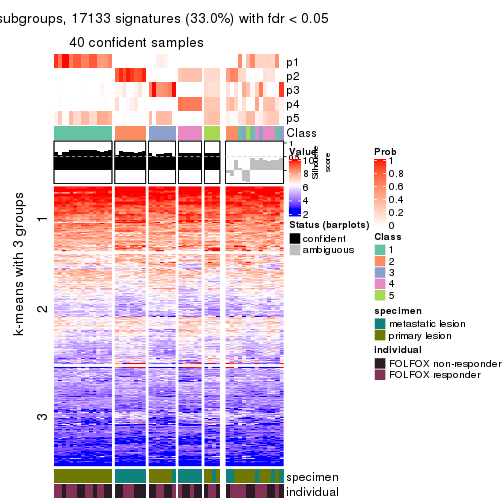 subgroups, 17133 signatures (33.0%) with fdr < 0.05
40 confident samples
p1
p2
p3
p4
p5
Class
1
Silhouette
score
k-means with 3 groups
1
2
3
specimen
individual
Value
10
8
6
4
2
Status (barplots)
confident
ambiguous
Prob
1
0.8
0.6
0.4
0.2
0
Class
1
2
3
4
5
specimen
metastatic lesion
primary lesion
individual
FOLFOX non-responder
FOLFOX responder